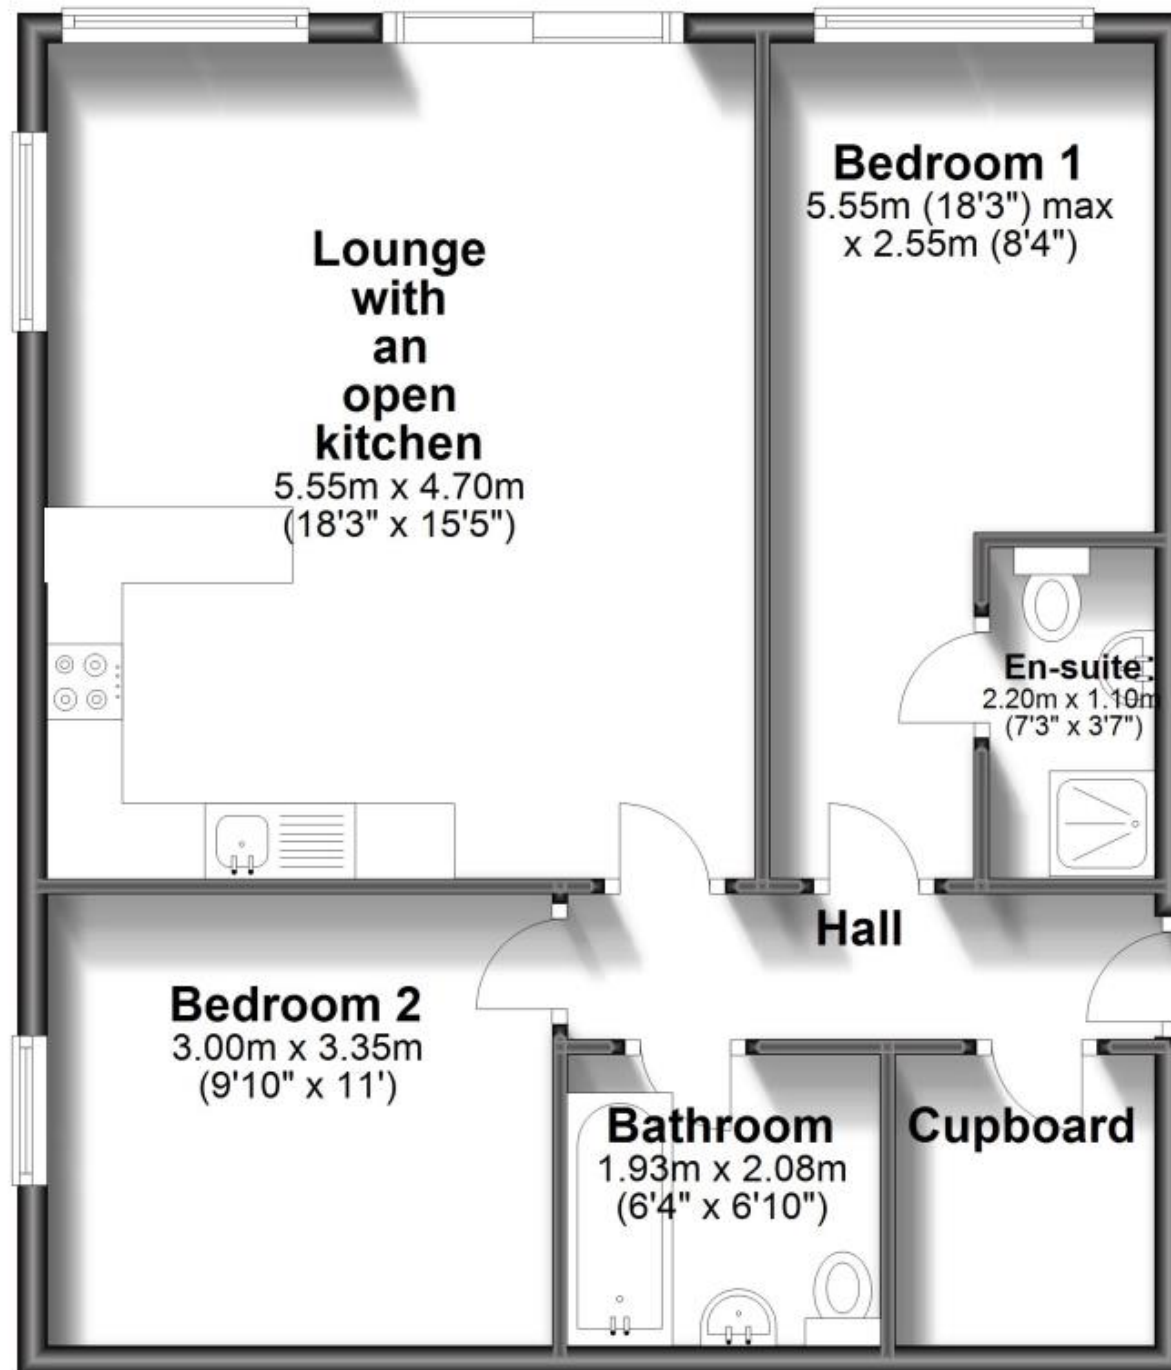 Bedroom 1
5.55m (18'3") max
x 2.55m (8'4")
Lounge
with
an
open
kitchen
5.55m x 4.70m
(18'3" x 15'5")
En-suite
2.20m x 1.10m
(7'3" x 3'7")
Hall
Bedroom 2
3.00m x 3.35m
(9'10" x 11')
Bathroom
1.93m x 2.08m
(6'4" x 6'10")
Cupboard